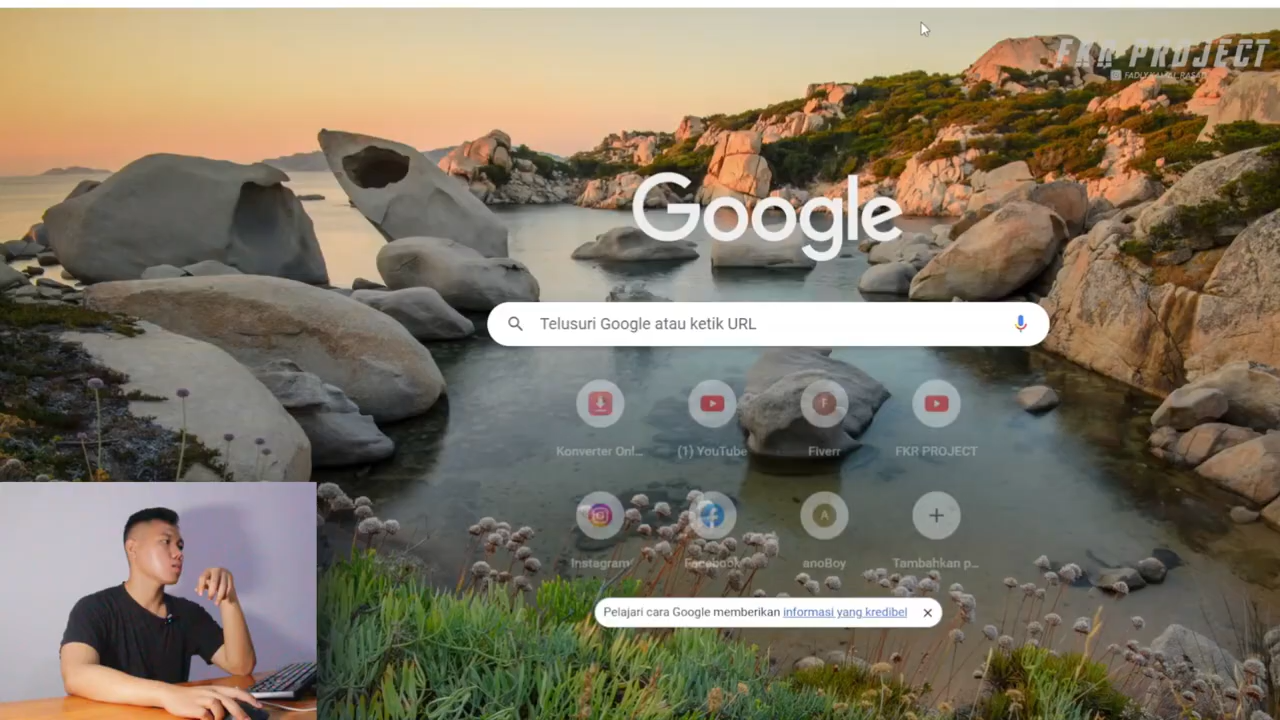 FKR PROJECT
FADLY KAMAL RASAD
Google
Telusuri Google atau ketik URL
Konverter Onl...
(1) YouTube
Fiverr
FKR PROJECT
F
Instagram
Facebook
anoBoy
Tambahkan p...
A
Pelajari cara Google memberikan informasi yang kredibel